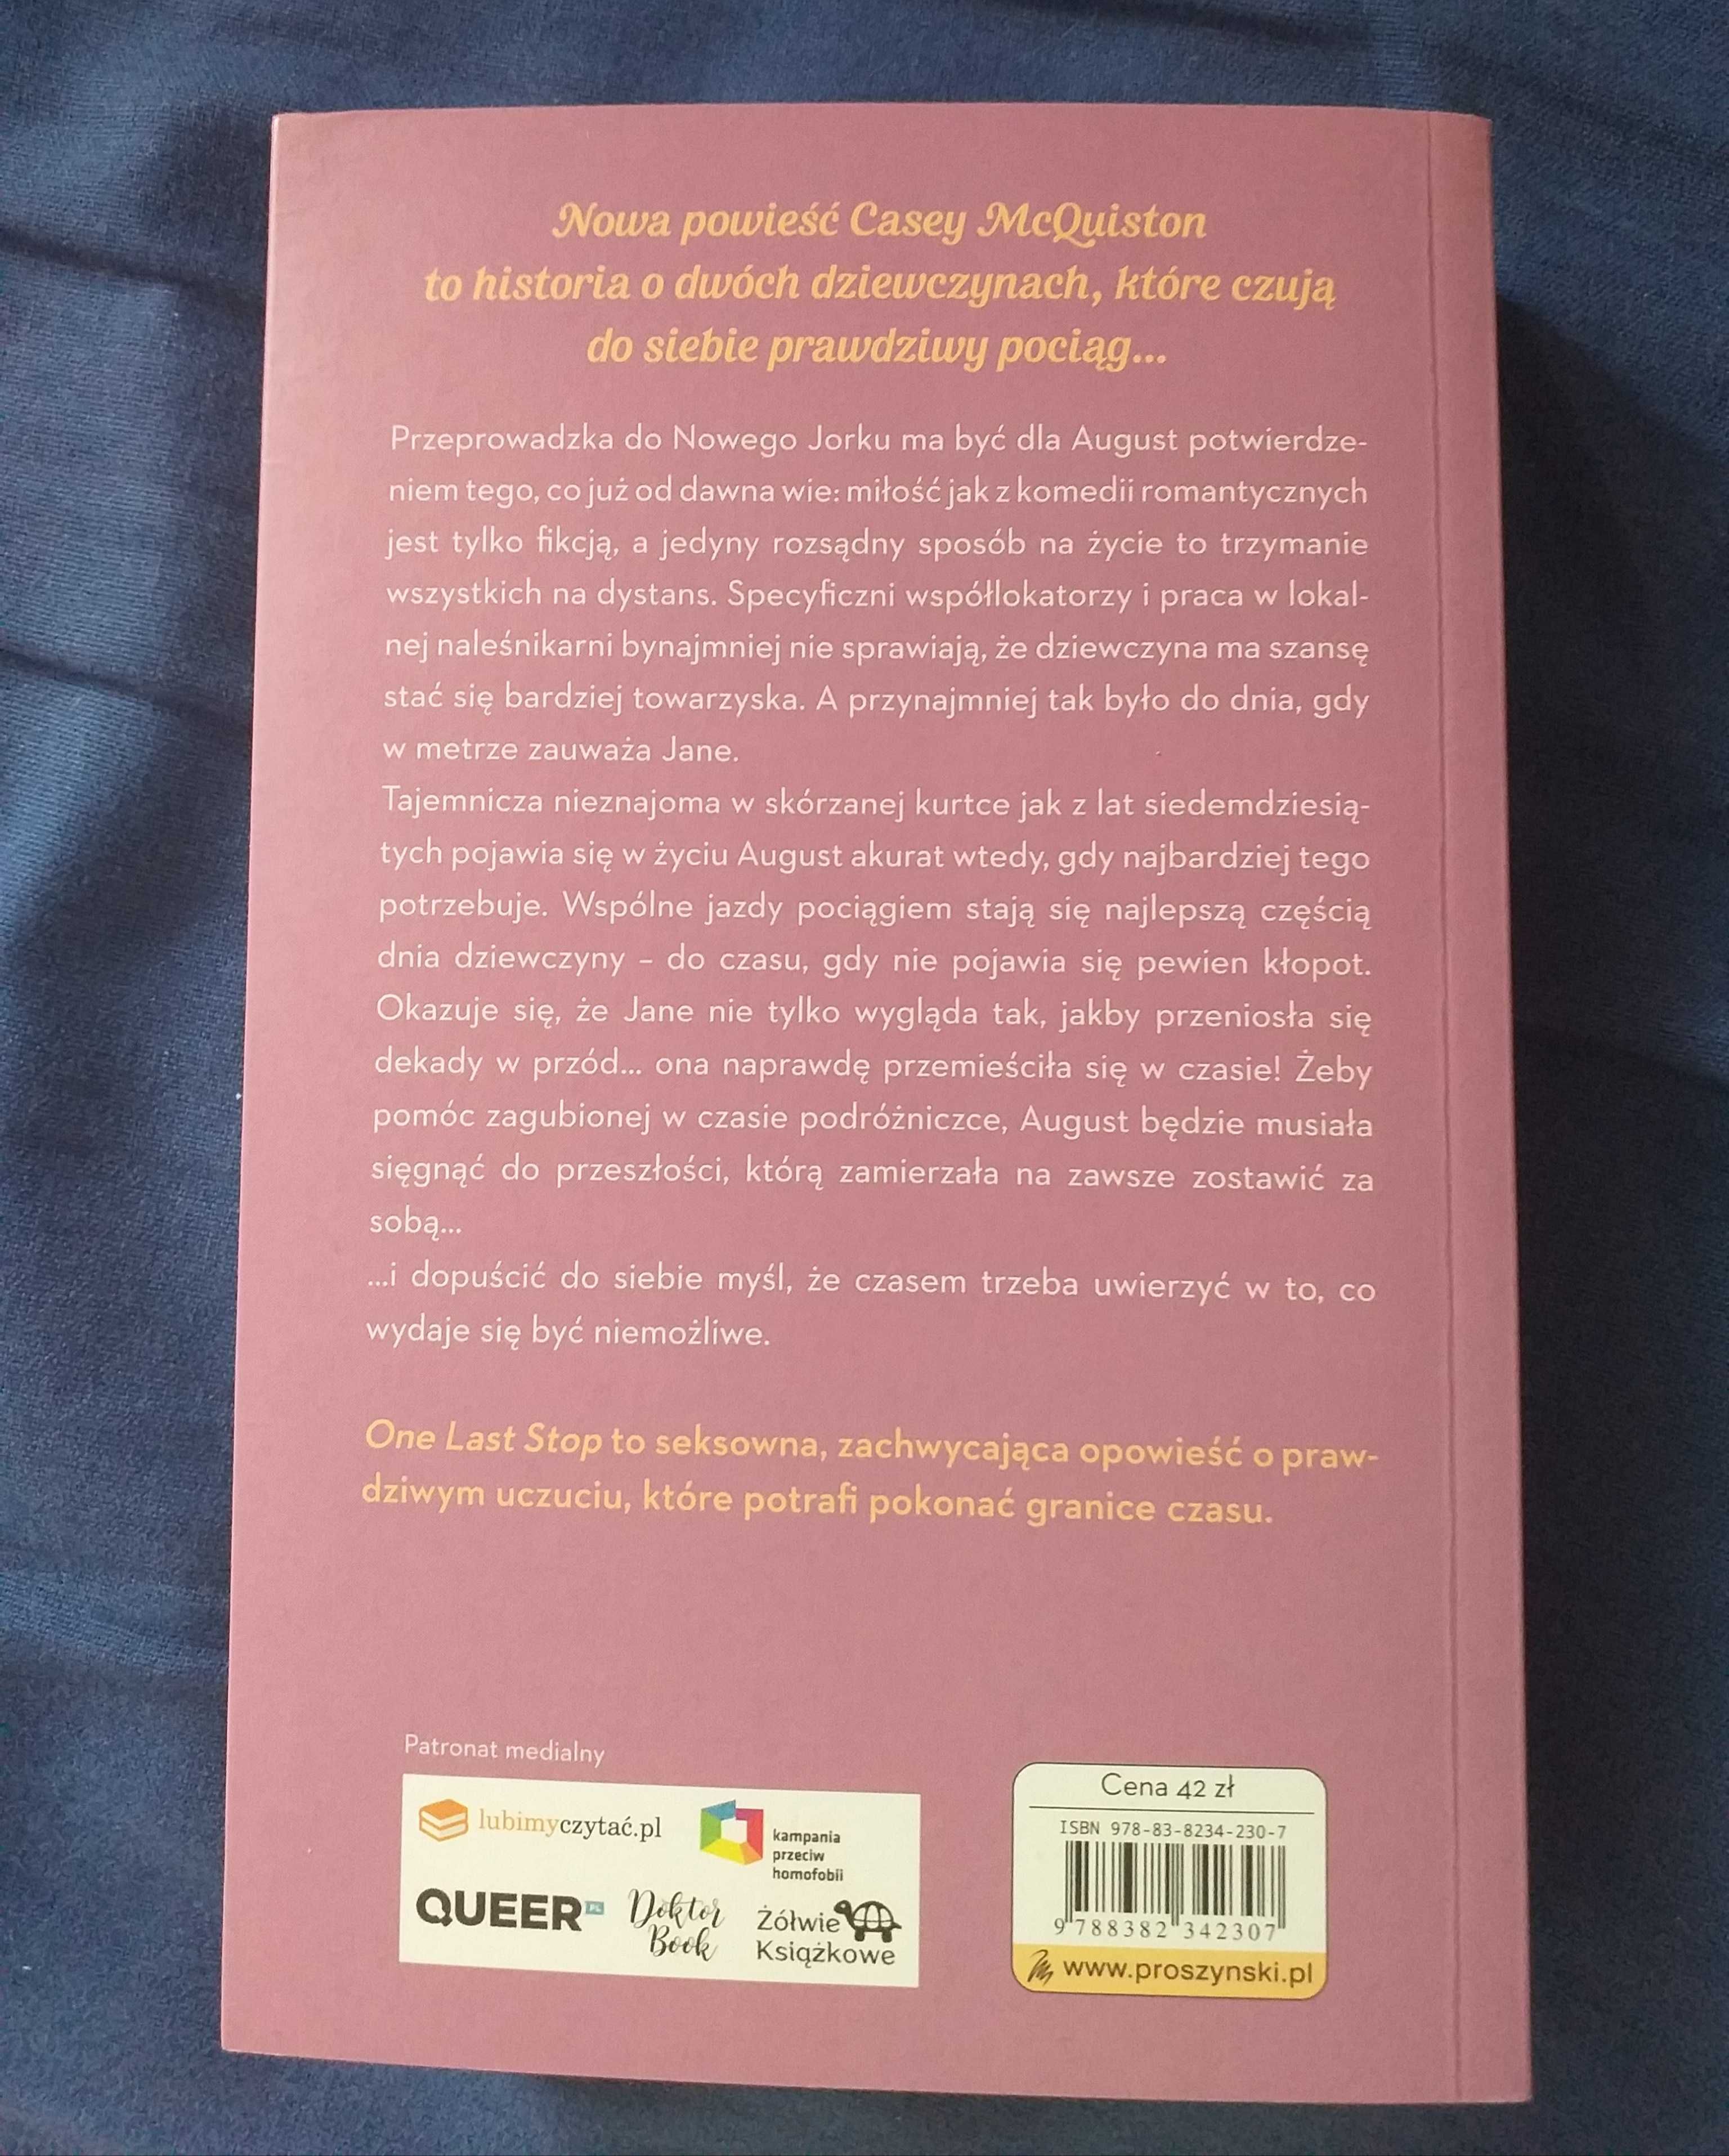 Nowa powieść Casey McQuiston
to historia o dwóch dziewczynach, które czują
do siebie prawdziwy pociąg...
Przeprowadzka do Nowego Jorku ma być dla August potwierdze-
niem tego, co już od dawna wie: miłość jak z komedii romantycznych
jest tylko fikcją, a jedyny rozsądny sposób na życie to trzymanie
wszystkich na dystans. Specyficzni współlokatorzy i praca w lokal-
nej naleśnikarni bynajmniej nie sprawiają, że dziewczyna ma szansę
stać się bardziej towarzyska. A przynajmniej tak było do dnia, gdy
w metrze zauważa Jane.
Tajemnicza nieznajoma w skórzanej kurtce jak z lat siedemdziesią-
tych pojawia się w życiu August akurat wtedy, gdy najbardziej tego
potrzebuje. Wspólne jazdy pociągiem stają się najlepszą częścią
dnia dziewczyny – do czasu, gdy nie pojawia się pewien kłopot.
Okazuje się, że Jane nie tylko wygląda tak, jakby przeniosła się
dekady w przód... ona naprawdę przemieściła się w czasie! Żeby
pomóc zagubionej w czasie podróżniczce, August będzie musiała
sięgnąć do przeszłości, którą zamierzała na zawsze zostawić za
sobą...
...i dopuścić do siebie myśl, że czasem trzeba uwierzyć w to, co
wydaje się być niemożliwe.
One Last Stop to seksowna, zachwycająca opowieść o praw-
dziwym uczuciu, które potrafi pokonać granice czasu.
Patronat medialny
lubimyczytać.pl
kampania
przeciw
homofobii
QUEER PL
Doktor
Book
Żółwie
Książkowe
Cena 42 zł
ISBN 978-83-8234-230-7
9 788382 342307
www.proszynski.pl